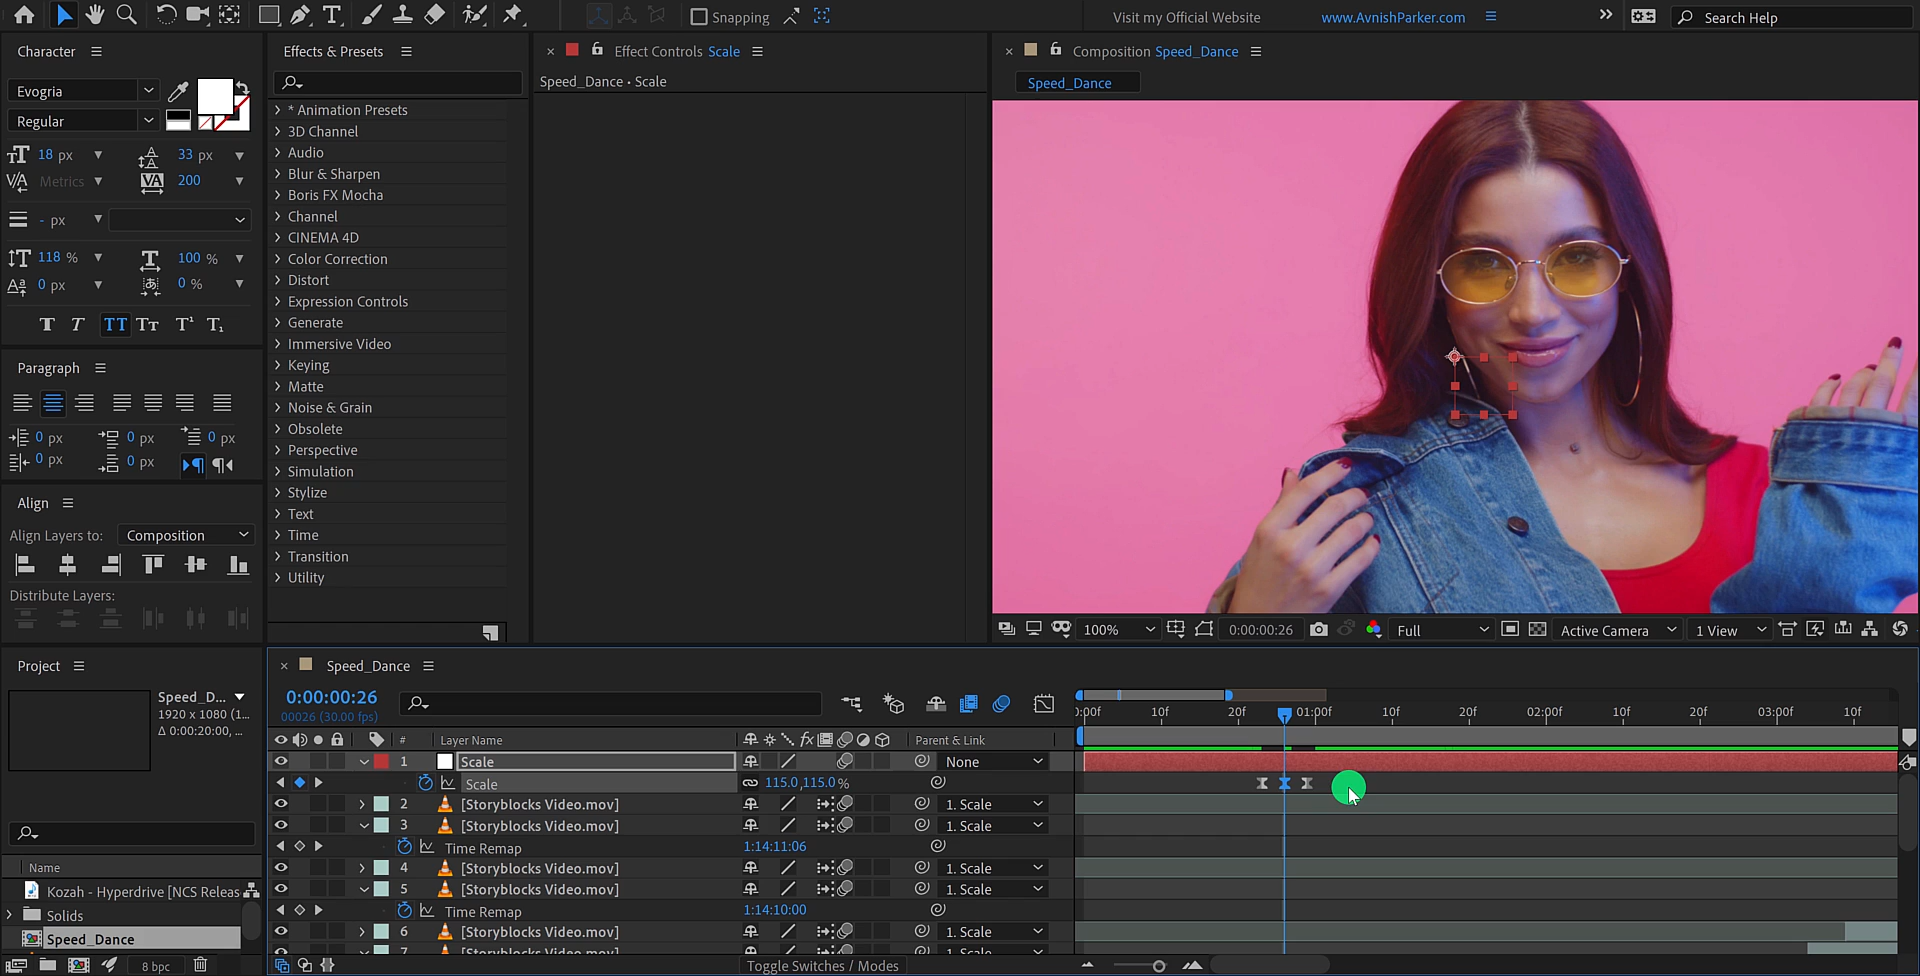 Snapping
Visit my Official Website
www.AvnishParker.com
Search Help
Character
Effects & Presets
Effect Controls Scale
Composition Speed_Dance
Speed_Dance • Scale
Speed_Dance
Evogria
Regular
18 px
33 px
Metrics
200
- px
118 %
100 %
0 px
0 %
* Animation Presets
3D Channel
Audio
Blur & Sharpen
Boris FX Mocha
Channel
CINEMA 4D
Color Correction
Distort
Expression Controls
Generate
Immersive Video
Keying
Matte
Noise & Grain
Obsolete
Perspective
Simulation
Stylize
Text
Time
Transition
Utility
Paragraph
0 px
0 px
0 px
0 px
0 px
Align
Align Layers to:
Composition
Distribute Layers:
100%
0:00:00:26
Full
Active Camera
1 View
Project
Speed_D...
1920 x 1080 (1...
Δ 0:00:20:00, ...
Name
Kozah - Hyperdrive [NCS Releas
Solids
Speed_Dance
8 bpc
Speed_Dance
0:00:00:26
00026 (30.00 fps)
0:00f
10f
20f
01:00f
10f
20f
02:00f
10f
20f
03:00f
10f
#
Layer Name
Parent & Link
1
Scale
None
Scale
115.0,115.0%
2
[Storyblocks Video.mov]
1. Scale
3
[Storyblocks Video.mov]
1. Scale
Time Remap
1:14:11:06
4
[Storyblocks Video.mov]
1. Scale
5
[Storyblocks Video.mov]
1. Scale
Time Remap
1:14:10:00
6
[Storyblocks Video.mov]
1. Scale
7
[Storyblocks Video.mov]
1. Scale
Toggle Switches / Modes